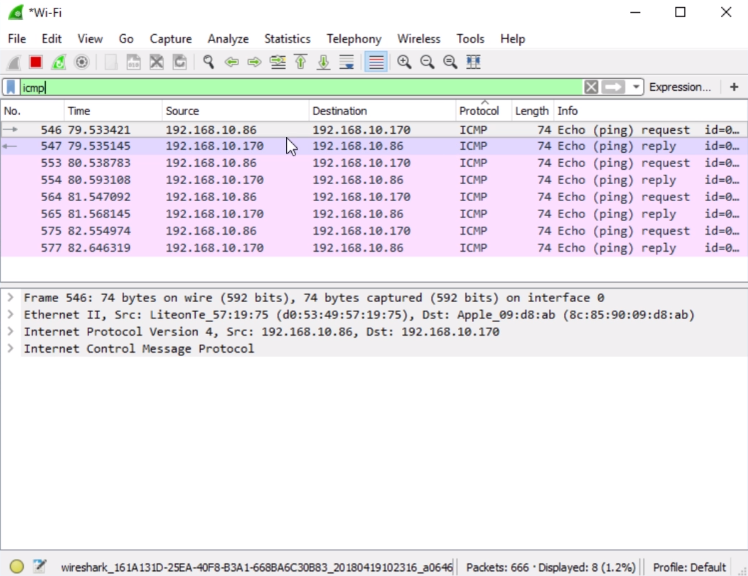 *Wi-Fi
File Edit View Go Capture Analyze Statistics Telephony Wireless Tools Help
icmp Expression... +
No. Time Source Destination Protocol Length Info
546 79.533421 192.168.10.86 192.168.10.170 ICMP 74 Echo (ping) request id=0…
547 79.535145 192.168.10.170 192.168.10.86 ICMP 74 Echo (ping) reply id=0…
553 80.538783 192.168.10.86 192.168.10.170 ICMP 74 Echo (ping) request id=0…
554 80.593108 192.168.10.170 192.168.10.86 ICMP 74 Echo (ping) reply id=0…
564 81.547092 192.168.10.86 192.168.10.170 ICMP 74 Echo (ping) request id=0…
565 81.568145 192.168.10.170 192.168.10.86 ICMP 74 Echo (ping) reply id=0…
575 82.554974 192.168.10.86 192.168.10.170 ICMP 74 Echo (ping) request id=0…
577 82.646319 192.168.10.170 192.168.10.86 ICMP 74 Echo (ping) reply id=0…
Frame 546: 74 bytes on wire (592 bits), 74 bytes captured (592 bits) on interface 0
Ethernet II, Src: LiteonTe_57:19:75 (d0:53:49:57:19:75), Dst: Apple_09:d8:ab (8c:85:90:09:d8:ab)
Internet Protocol Version 4, Src: 192.168.10.86, Dst: 192.168.10.170
Internet Control Message Protocol
wireshark_161A131D-25EA-40F8-B3A1-668BA6C30B83_20180419102316_a0646 Packets: 666 · Displayed: 8 (1.2%) Profile: Default